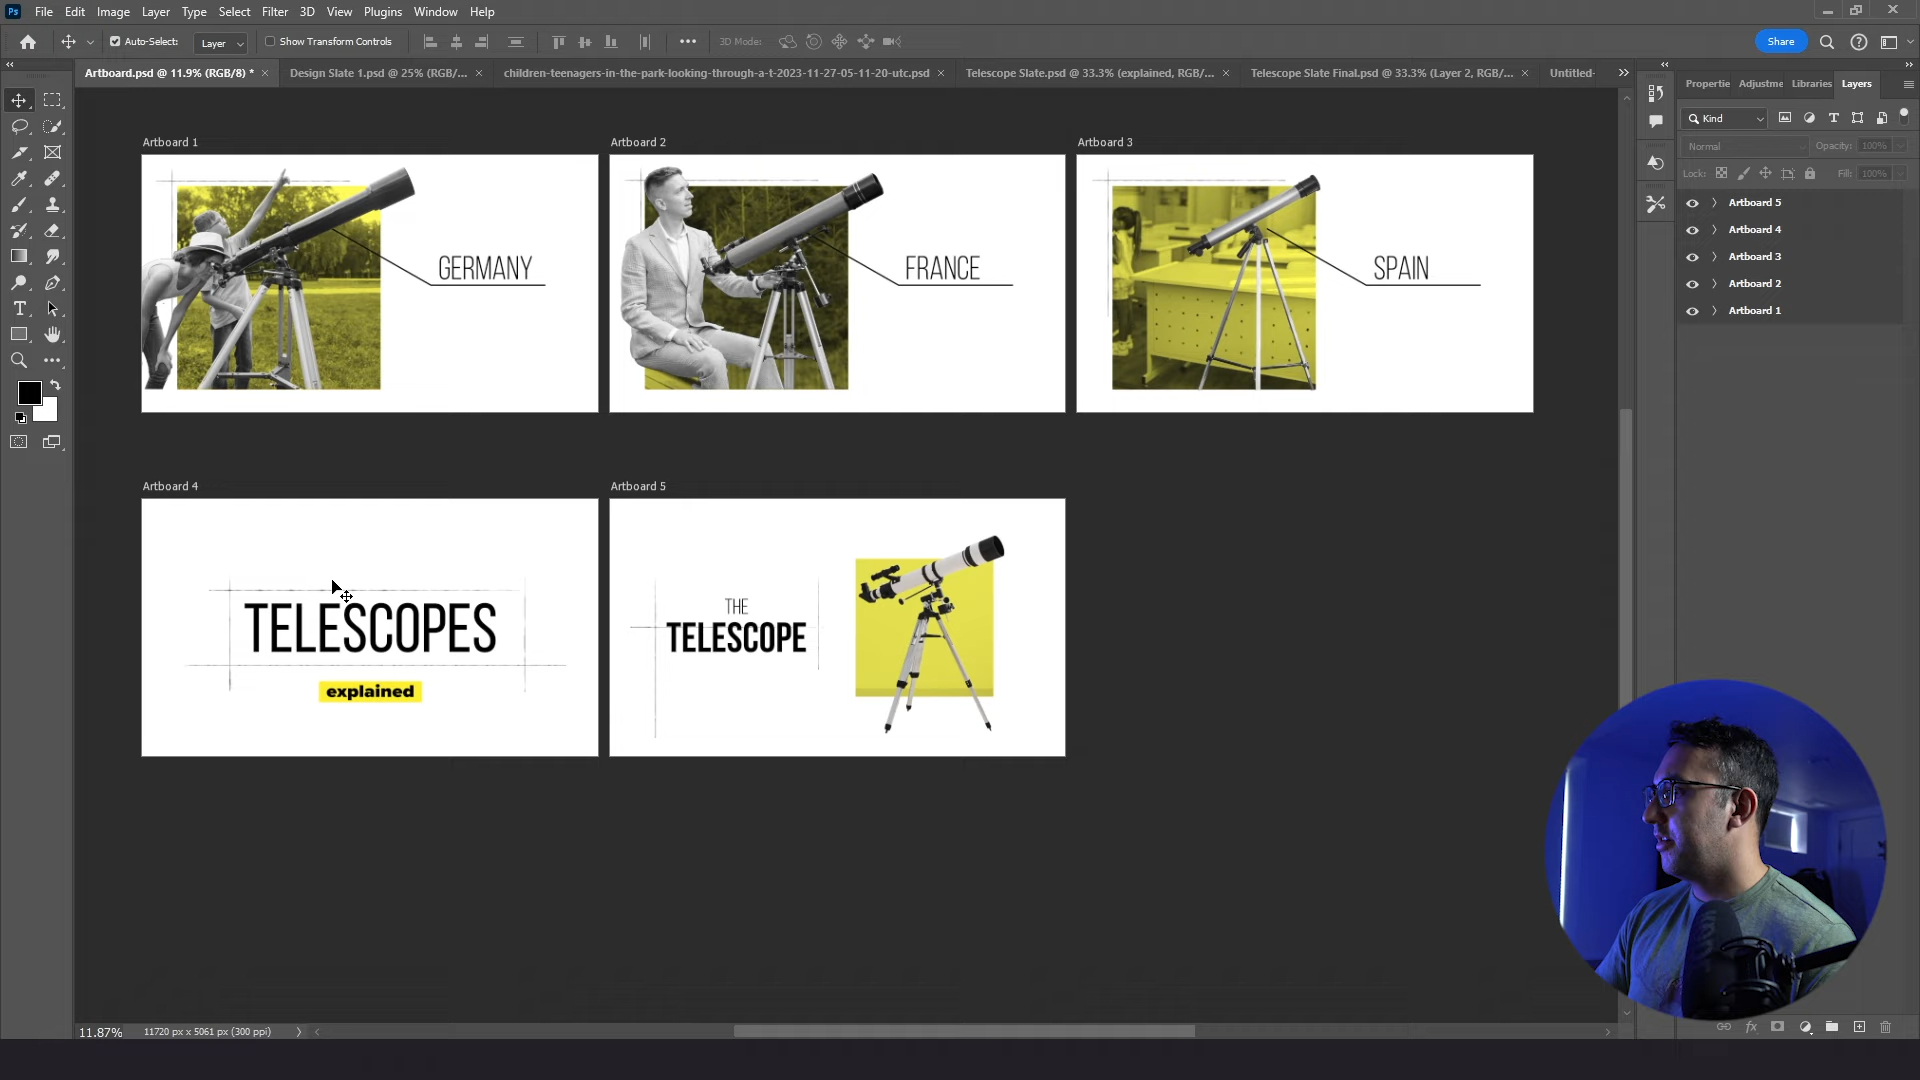 Ps File Edit Image Layer Type Select Filter 3D View Plugins Window Help
Auto-Select: Layer Show Transform Controls 3D Mode: Share
Artboard.psd @ 11.9% (RGB/8) * Design Slate 1.psd @ 25% (RGB/... children-teenagers-in-the-park-looking-through-a-t-2023-11-27-05-11-20-utc.psd Telescope Slate.psd @ 33.3% (explained, RGB/... Telescope Slate Final.psd @ 33.3% (Layer 2, RGB/... Untitled-
Propertie Adjustme Libraries Layers
Kind
Normal Opacity: 100%
Lock: Fill: 100%
Artboard 5
Artboard 4
Artboard 3
Artboard 2
Artboard 1
Artboard 1 Artboard 2 Artboard 3
GERMANY FRANCE SPAIN
Artboard 4 Artboard 5
TELESCOPES
explained
THE
TELESCOPE
11.87% 11720 px x 5061 px (300 ppi)
fx